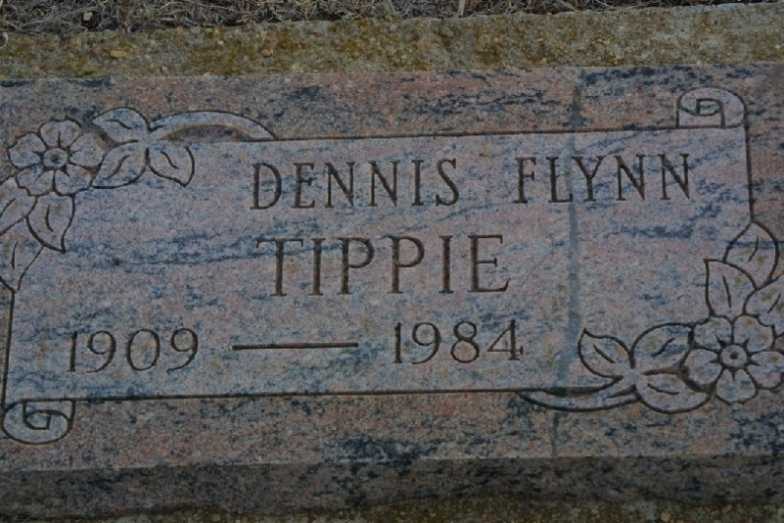 DENNIS FLYNN
TIPPIE
1909 — 1984